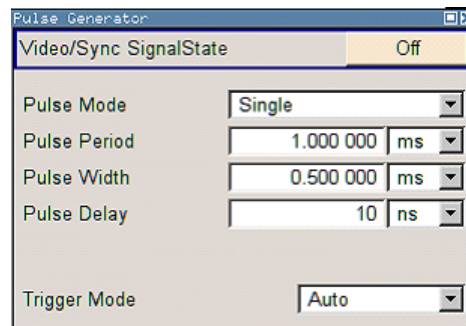 Pulse Generator
Video/Sync SignalState Off
Pulse Mode Single
Pulse Period 1.000 000 ms
Pulse Width 0.500 000 ms
Pulse Delay 10 ns
Trigger Mode Auto